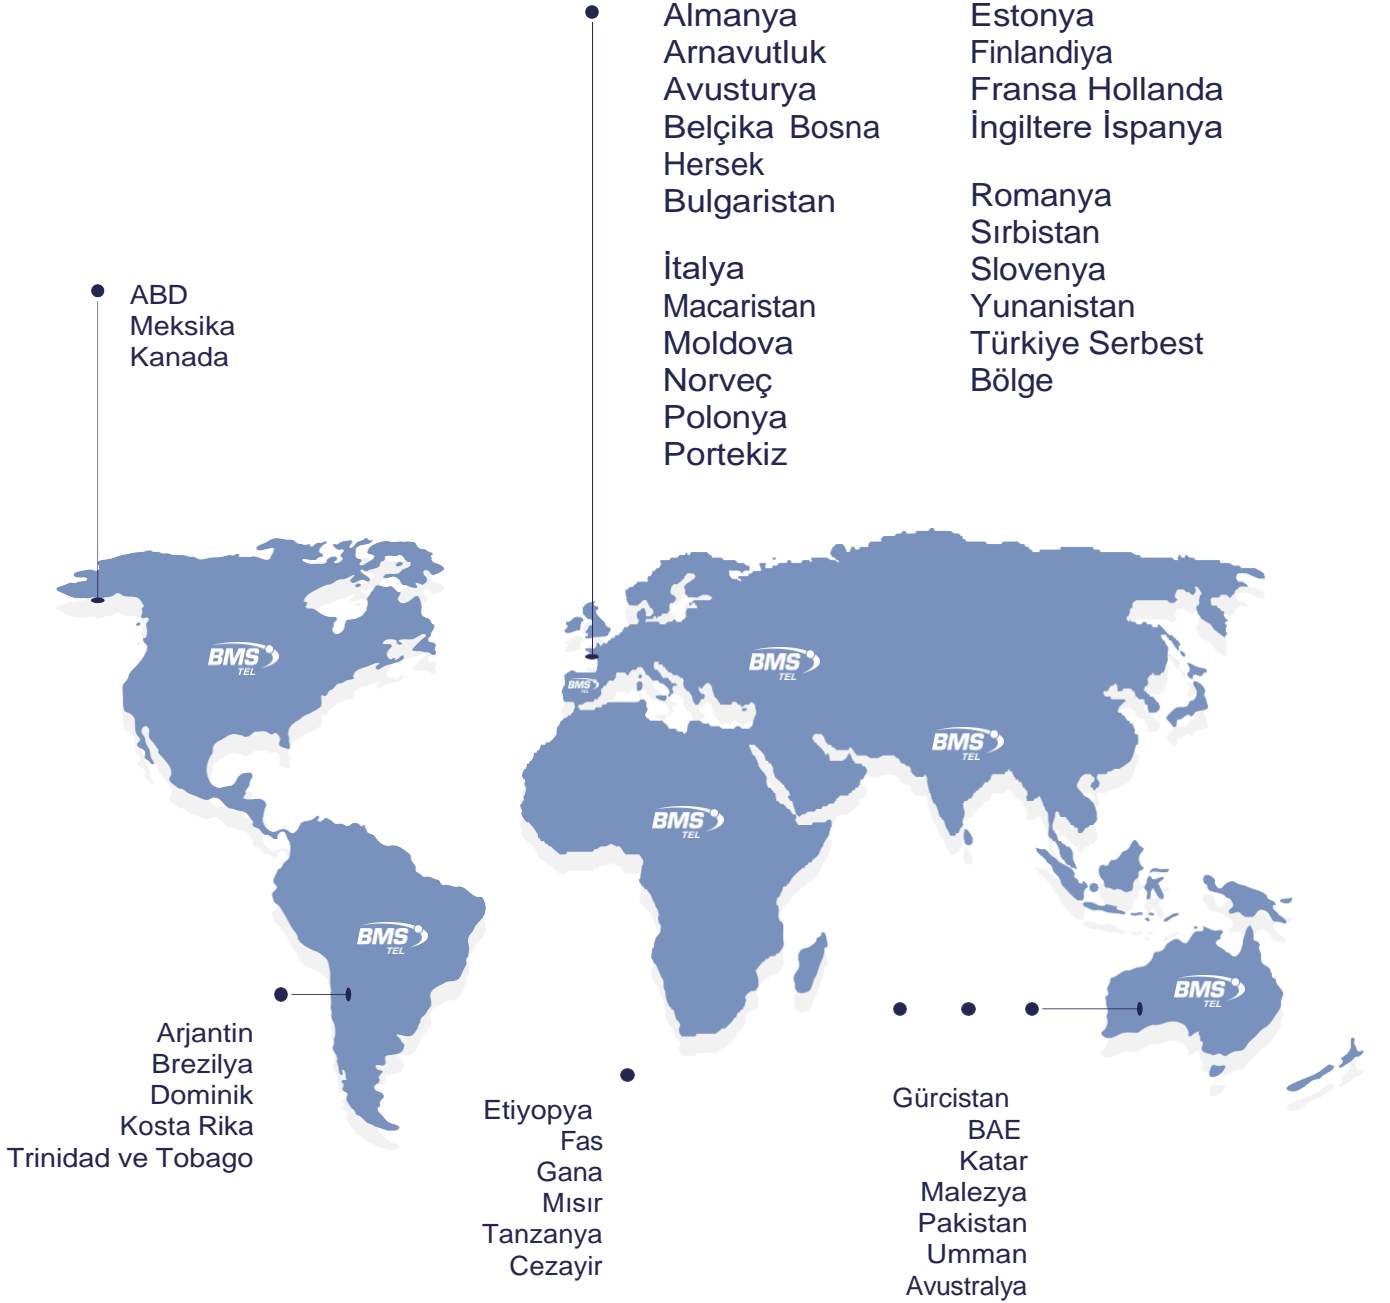 Almanya
Arnavutluk
Avusturya
Belçika Bosna
Hersek
Bulgaristan
İtalya
Macaristan
Moldova
Norveç
Polonya
Portekiz
Estonya
Finlandiya
Fransa Hollanda
İngiltere İspanya
Romanya
Sırbistan
Slovenya
Yunanistan
Türkiye Serbest
Bölge
ABD
Meksika
Kanada
BMS
TEL
BMS
TEL
BMS
TEL
BMS
TEL
BMS
TEL
BMS
TEL
BMS
TEL
Arjantin
Brezilya
Dominik
Kosta Rika
Trinidad ve Tobago
Etiyopya
Fas
Gana
Mısır
Tanzanya
Cezayir
Gürcistan
BAE
Katar
Malezya
Pakistan
Umman
Avustralya